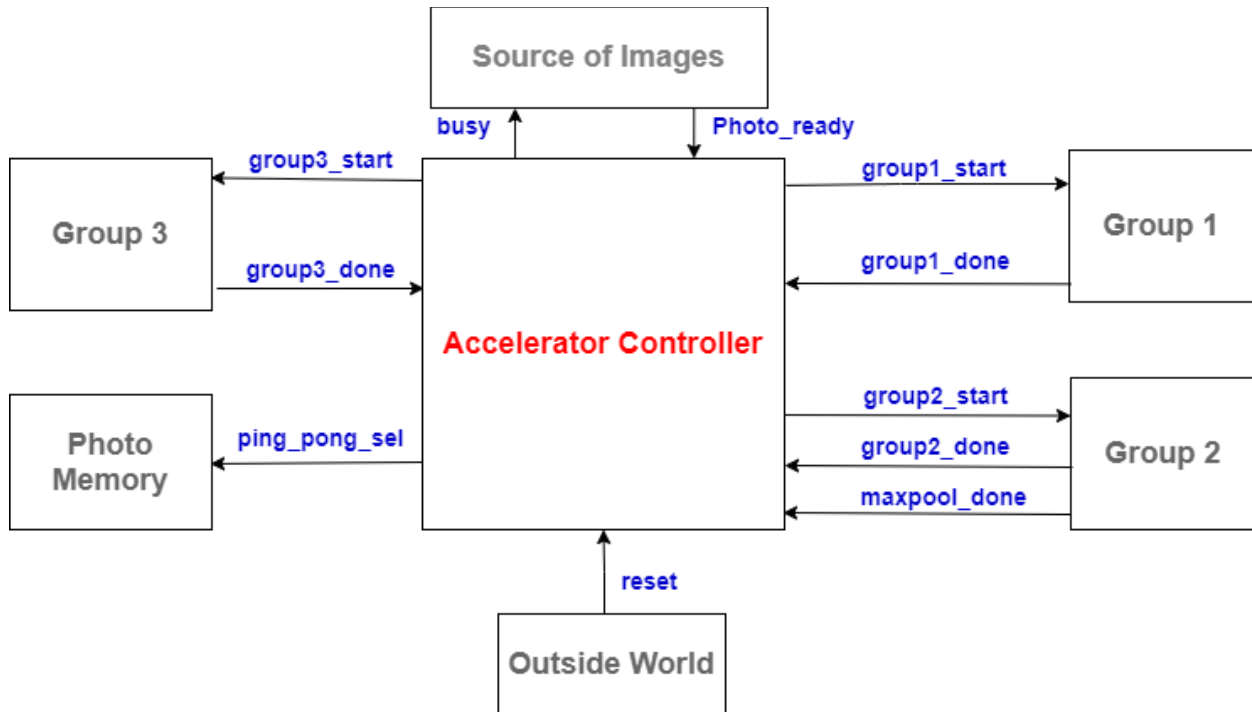 Source of Images
busy
Photo_ready
group3_start
group1_start
Group 3
Group 1
group3_done
group1_done
Accelerator Controller
group2_start
ping_pong_sel
Photo
Memory
group2_done
Group 2
maxpool_done
reset
Outside World